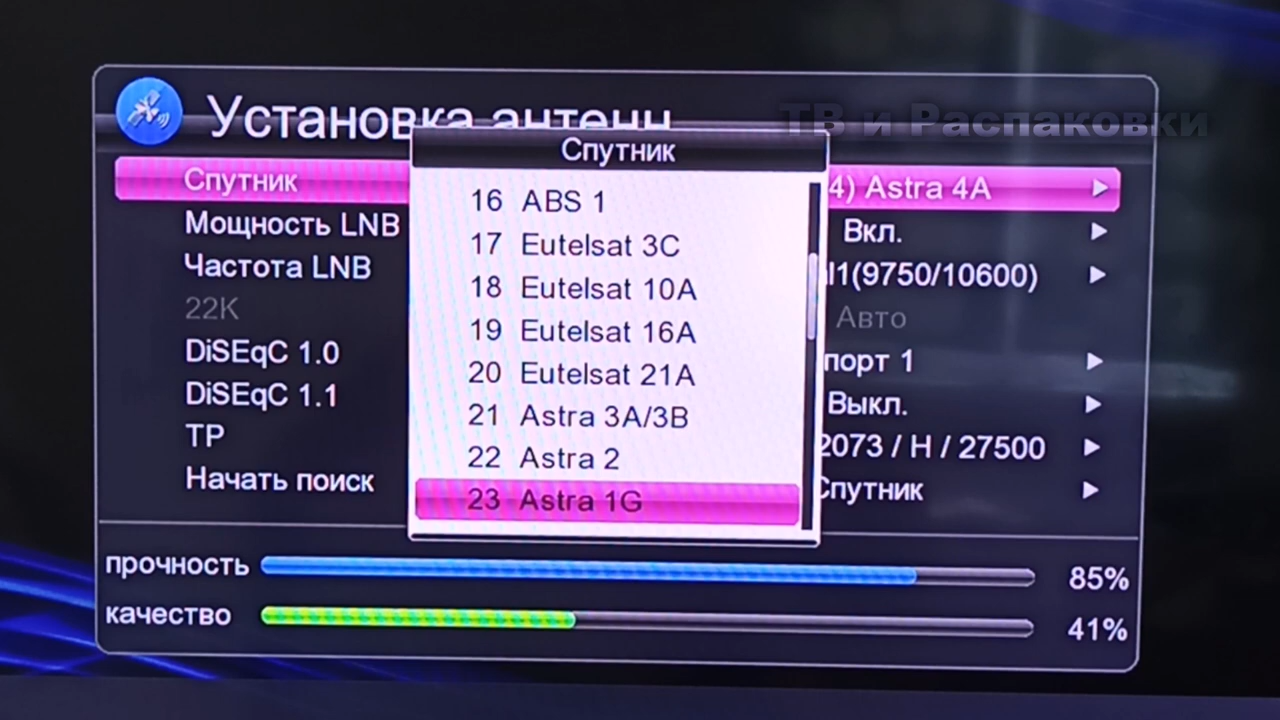 Установка антенн
ТВ и Распаковки
Спутник
Спутник
4) Astra 4A
Мощность LNB
Вкл.
Частота LNB
(9750/10600)
22K
Авто
DiSEqC 1.0
порт 1
DiSEqC 1.1
Выкл.
TP
2073 / H / 27500
Начать поиск
Спутник
16 ABS 1
17 Eutelsat 3C
18 Eutelsat 10A
19 Eutelsat 16A
20 Eutelsat 21A
21 Astra 3A/3B
22 Astra 2
23 Astra 1G
прочность
85%
качество
41%